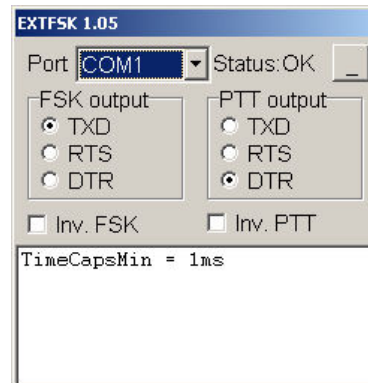 EXTFSK 1.05
Port COM1 Status:OK _
FSK output PTT output
TXD TXD
RTS RTS
DTR DTR
Inv. FSK Inv. PTT
TimeCapsMin = 1ms